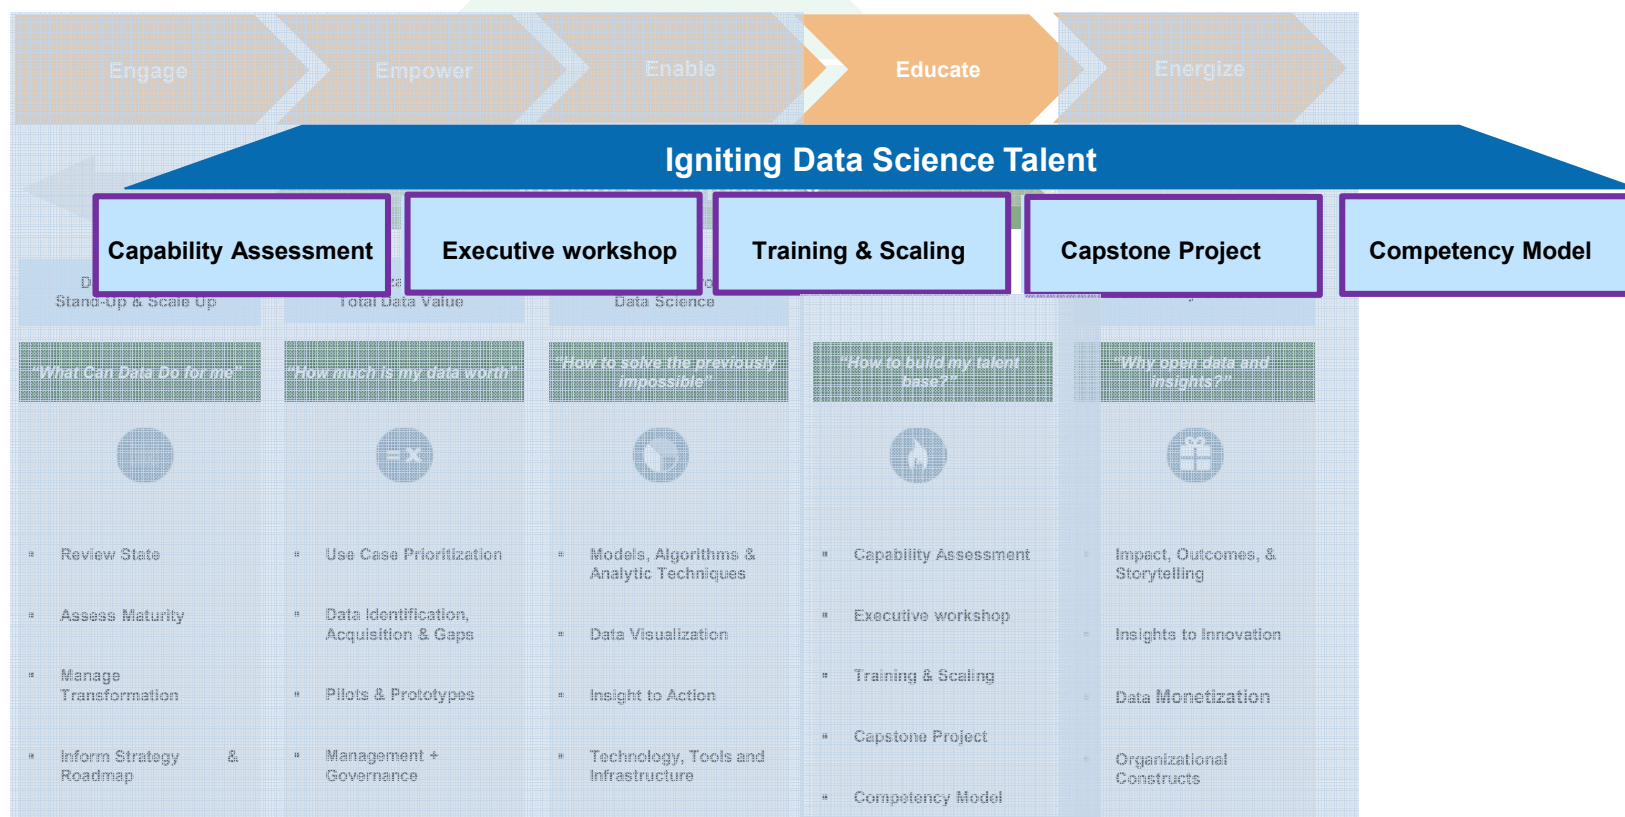 Engage
Empower
Enable
Educate
Energize
Igniting Data Science Talent
Capability Assessment
Executive workshop
Training & Scaling
Capstone Project
Competency Model
Stand-Up & Scale Up
Total Data Value
Data Science
"What Can Data Do for me"
"How much is my data worth"
"How to solve the previously
impossible"
"How to build my talent
base?"
"Why open data and
insights?"
= x
▪ Review State
▪ Assess Maturity
▪ Manage
Transformation
▪ Inform Strategy &
Roadmap
▪ Use Case Prioritization
▪ Data Identification,
Acquisition & Gaps
▪ Pilots & Prototypes
▪ Management +
Governance
▪ Models, Algorithms &
Analytic Techniques
▪ Data Visualization
▪ Insight to Action
▪ Technology, Tools and
Infrastructure
▪ Capability Assessment
▪ Executive workshop
▪ Training & Scaling
▪ Capstone Project
▪ Competency Model
▪ Impact, Outcomes, &
Storytelling
▪ Insights to Innovation
▪ Data Monetization
▪ Organizational
Constructs